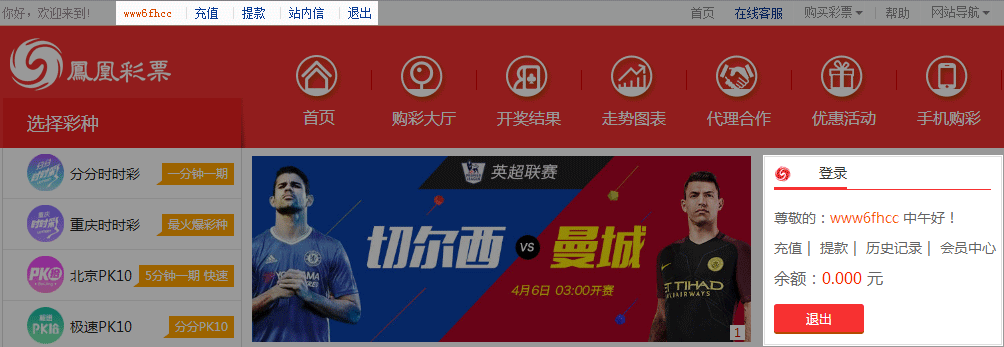 你好，欢迎来到! www6fhcc 充值 提款 站内信 退出 首页 在线客服 购买彩票 帮助 网站导航
鳳凰彩票
首页 购彩大厅 开奖结果 走势图表 代理合作 优惠活动 手机购彩
选择彩种
分分时时彩 一分钟一期
重庆时时彩 最火爆彩种
北京PK10 5分钟一期 快速
极速PK10 分分PK10
英超联赛
切尔西 VS 曼城
4月6日 03:00开赛
YOKOHAMA
ETIHAD
AIRWAYS
1
登录
尊敬的：www6fhcc 中午好！
充值 | 提款 | 历史记录 | 会员中心
余额：0.000 元
退出